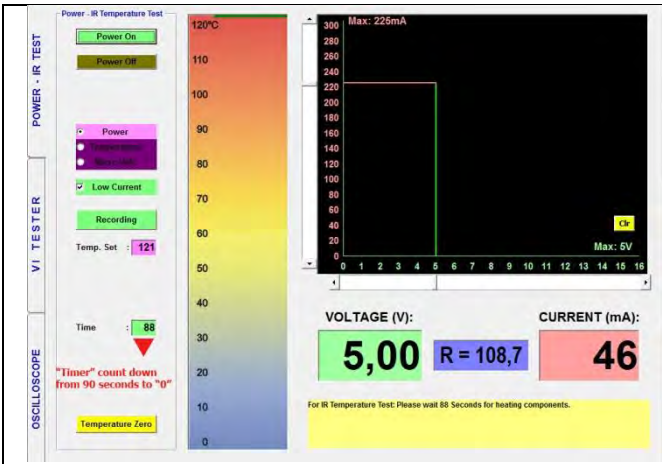 POWER - IR TEST
VI TESTER
OSCILLOSCOPE
Power - IR Temperature Test
Power On
Power Off
Power
Low Current
Recording
Temp. Set : 121
Time : 88
"Timer" count down
from 90 seconds to "0"
Temperature Zero
120°C
110
100
90
80
70
60
50
40
30
20
10
0
Max: 225mA
300
280
260
240
220
200
180
160
140
120
100
80
60
40
20
0
Clr
Max: 5V
0 1 2 3 4 5 6 7 8 9 10 11 12 13 14 15 16
VOLTAGE (V):
5,00
R = 108,7
CURRENT (mA):
46
For IR Temperature Test: Please wait 88 Seconds for heating components.